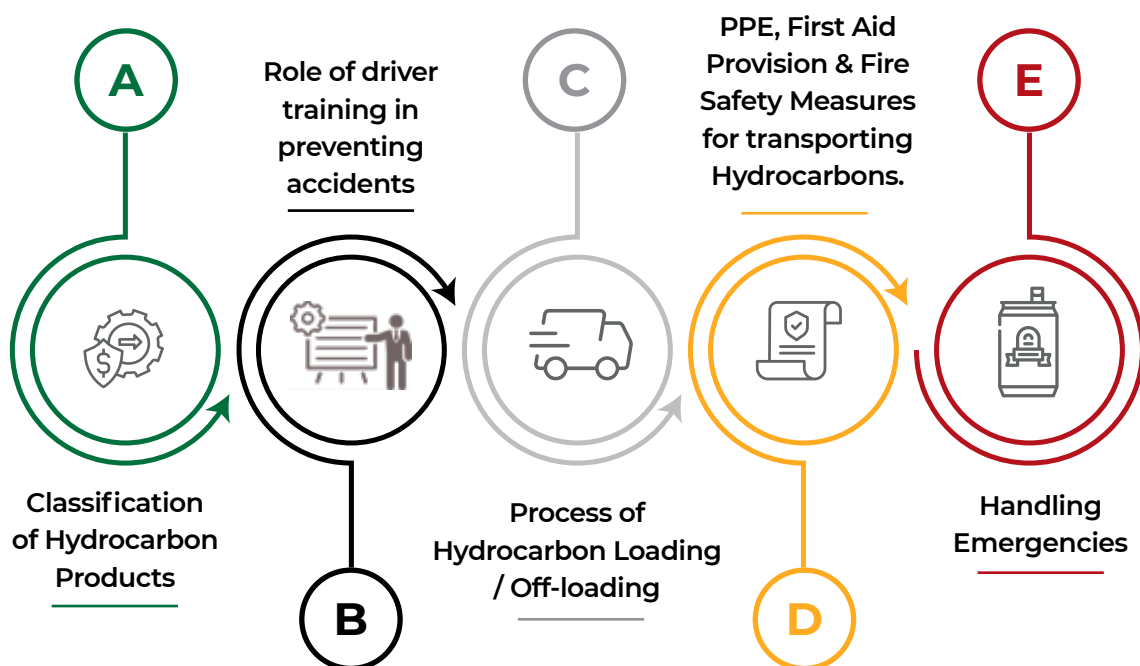 A
Classification
of Hydrocarbon
Products
Role of driver
training in
preventing
accidents
B
C
Process of
Hydrocarbon Loading
/ Off-loading
PPE, First Aid
Provision & Fire
Safety Measures
for transporting
Hydrocarbons.
D
E
Handling
Emergencies
$